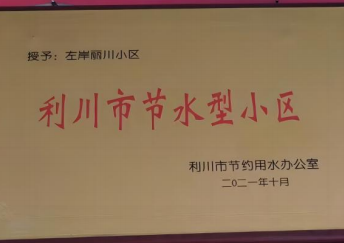 授予：左岸丽川小区
利川市节水型小区
利川市节约用水办公室
二〇二一年十月